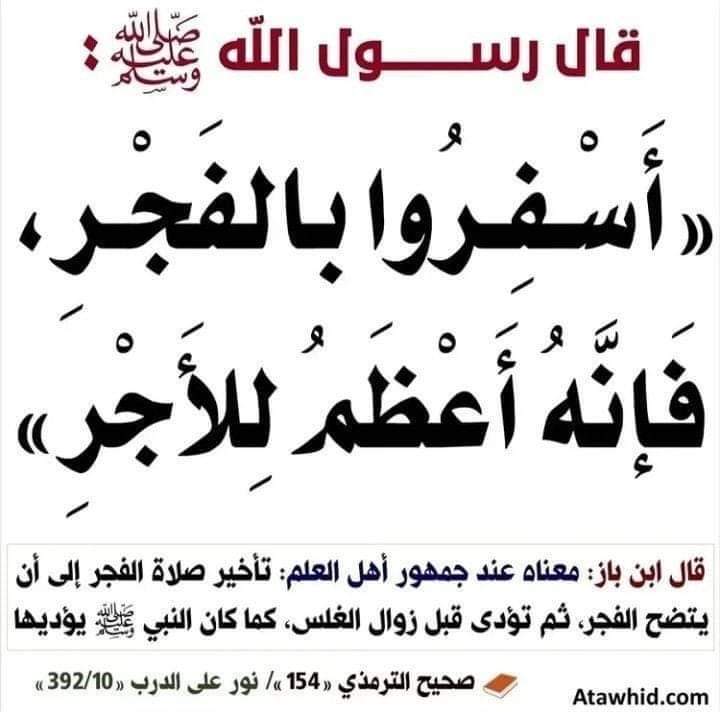 قال رســـول الله ﷺ :
«أَسْفِرُوا بالفَجْرِ،
فَإنَّهُ أَعْظَمُ لِلأَجْرِ»
قال ابن باز: معناه عند جمهور أهل العلم: تأخير صلاة الفجر إلى أن
يتضح الفجر، ثم تؤدى قبل زوال الغلس، كما كان النبي ﷺ يؤديها
صحيح الترمذي «154»/ نور على الدرب «392/10»
Atawhid.com